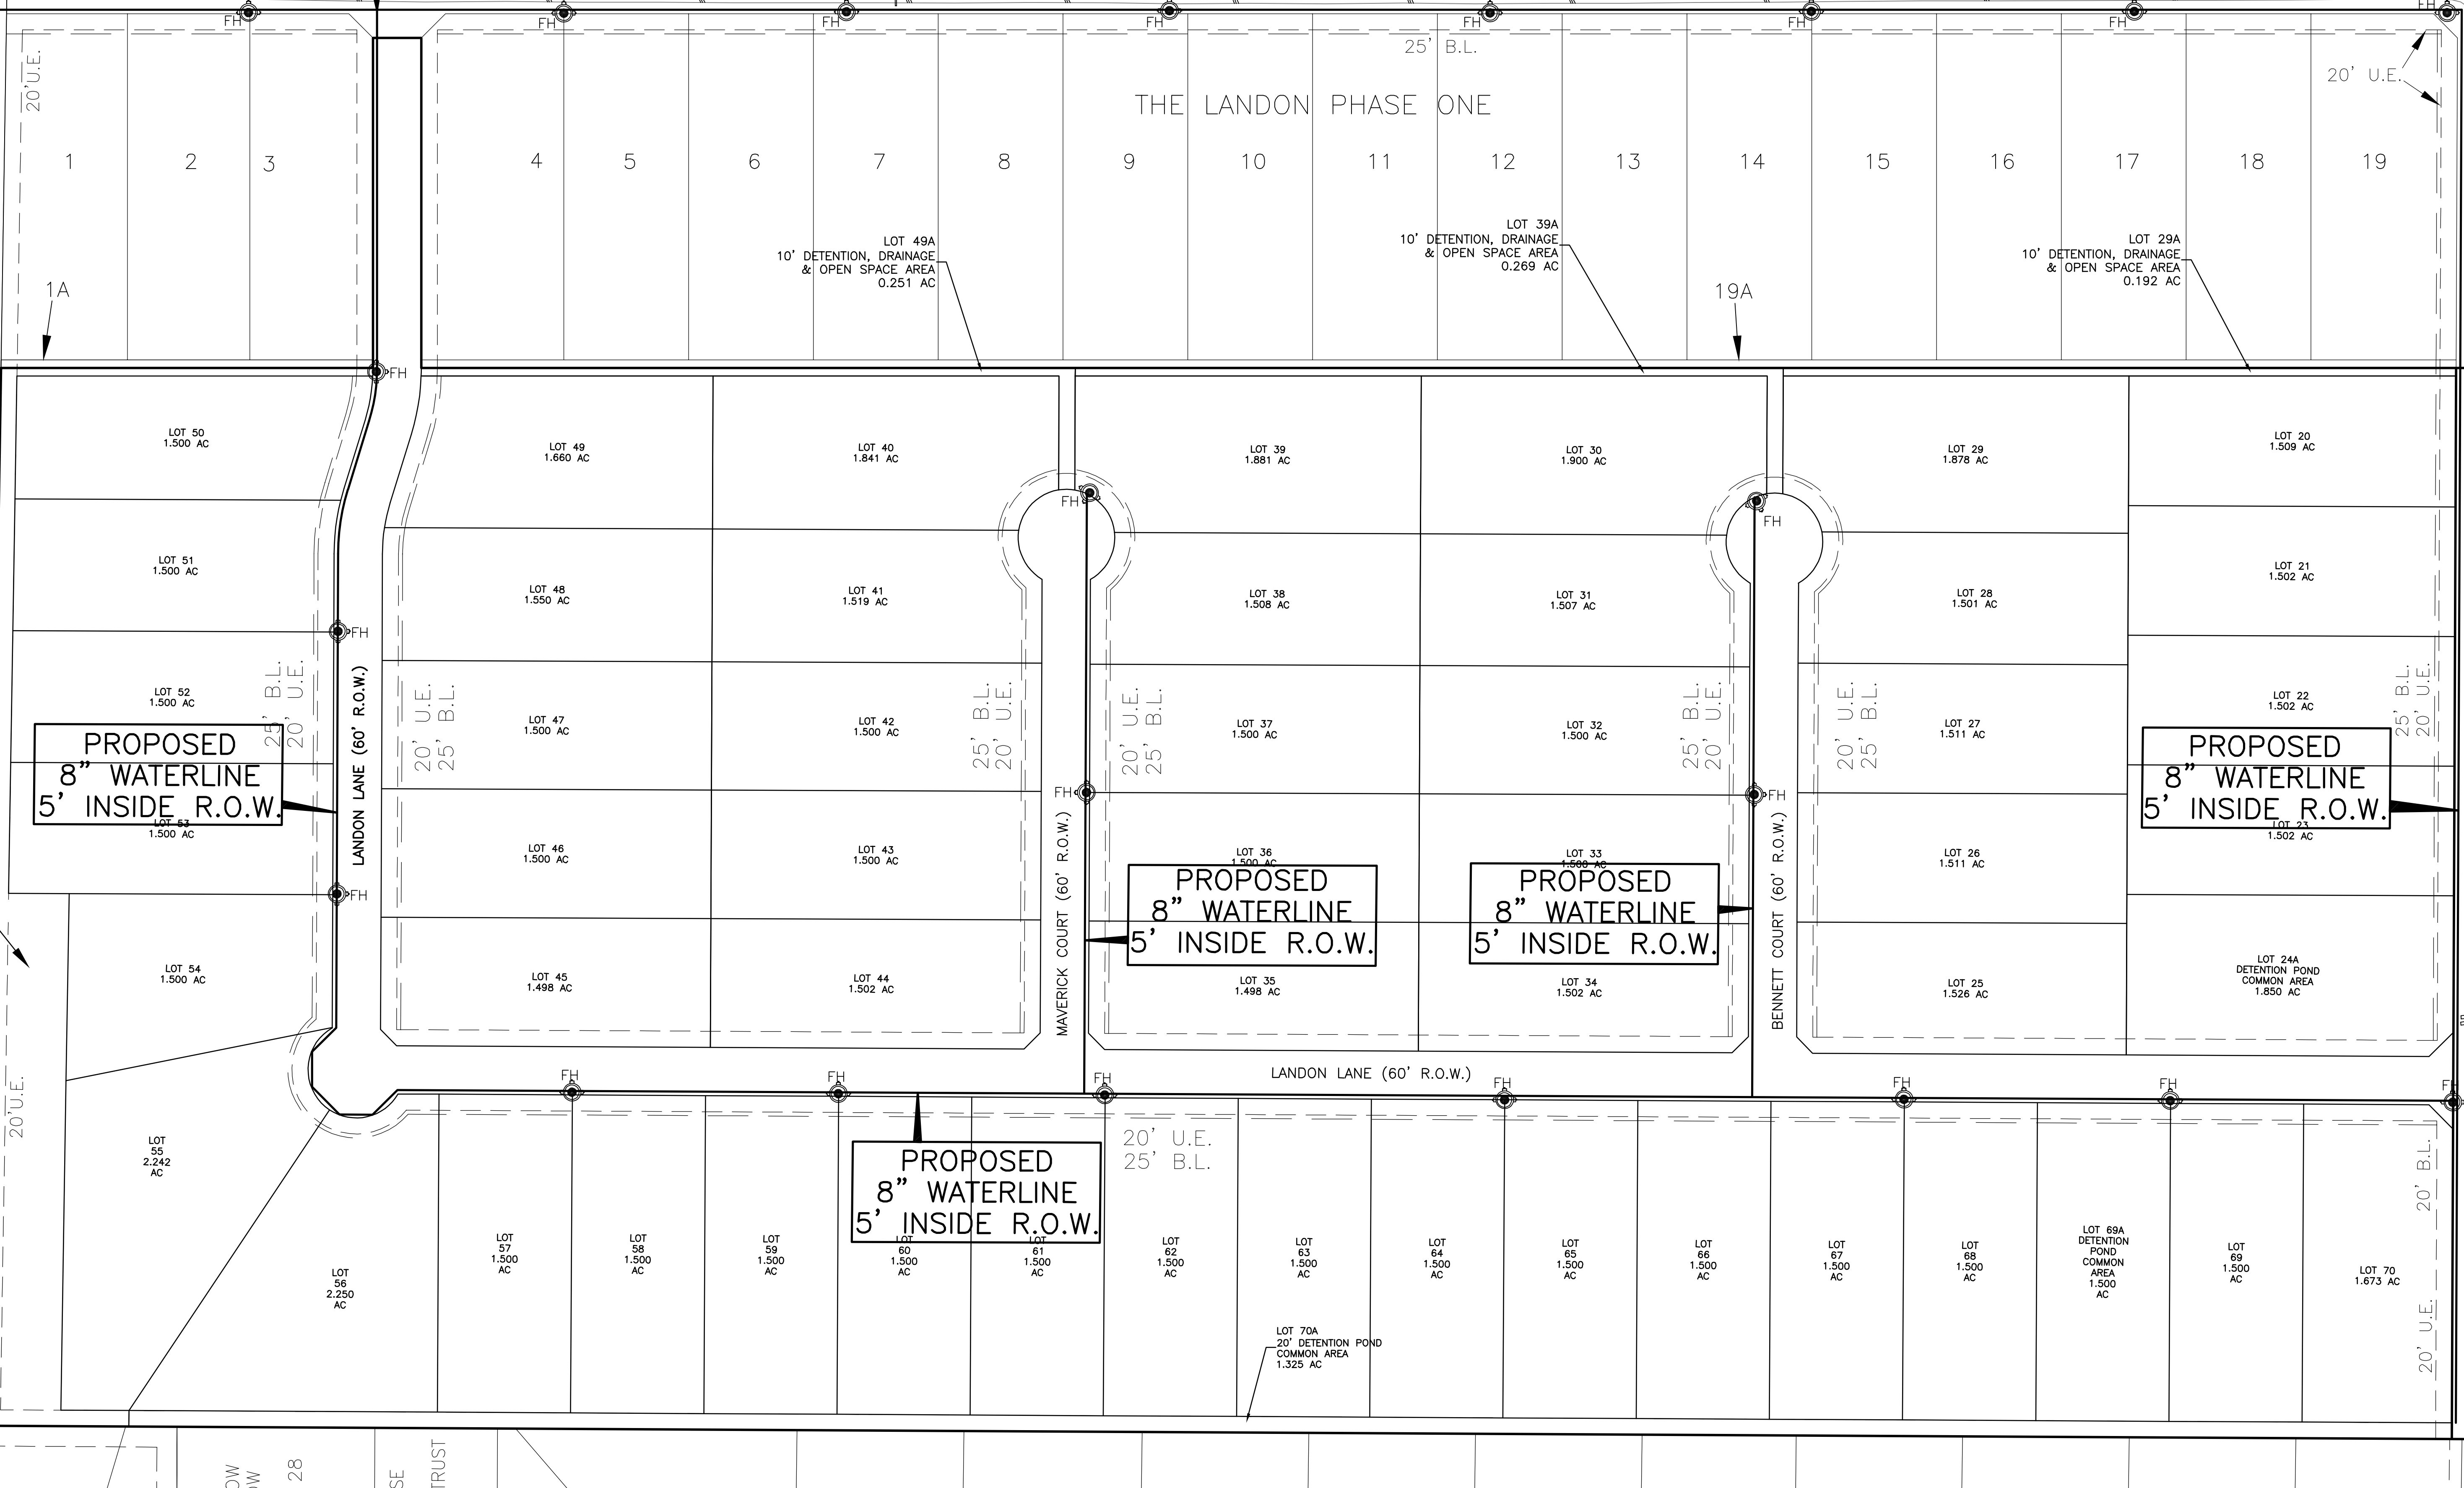 FH
FH
FH
FH
FH
FH
FH
FH
20' U.E.
25' B.L.
20' U.E.
THE LANDON PHASE ONE
1
2
3
4
5
6
7
8
9
10
11
12
13
14
15
16
17
18
19
LOT 49A
10' DETENTION, DRAINAGE
& OPEN SPACE AREA
0.251 AC
LOT 39A
10' DETENTION, DRAINAGE
& OPEN SPACE AREA
0.269 AC
LOT 29A
10' DETENTION, DRAINAGE
& OPEN SPACE AREA
0.192 AC
1A
19A
FH
LOT 50
1.500 AC
LOT 49
1.660 AC
LOT 40
1.841 AC
LOT 39
1.881 AC
LOT 30
1.900 AC
LOT 29
1.878 AC
LOT 20
1.509 AC
FH
FH
LOT 51
1.500 AC
LOT 48
1.550 AC
LOT 41
1.519 AC
LOT 38
1.508 AC
LOT 31
1.507 AC
LOT 28
1.501 AC
LOT 21
1.502 AC
FH
LOT 52
1.500 AC
25' B.L.
20' U.E.
LANDON LANE (60' R.O.W.)
20' U.E.
25' B.L.
LOT 47
1.500 AC
LOT 42
1.500 AC
25' B.L.
20' U.E.
20' U.E.
25' B.L.
LOT 37
1.500 AC
LOT 32
1.500 AC
25' B.L.
20' U.E.
20' U.E.
25' B.L.
LOT 27
1.511 AC
LOT 22
1.502 AC
25' B.L.
20' U.E.
PROPOSED
8" WATERLINE
5' INSIDE R.O.W.
PROPOSED
8" WATERLINE
5' INSIDE R.O.W.
FH
FH
LOT 53
1.500 AC
LOT 46
1.500 AC
LOT 43
1.500 AC
LOT 36
1.500 AC
LOT 33
1.500 AC
LOT 26
1.511 AC
LOT 23
1.502 AC
FH
MAVERICK COURT (60' R.O.W.)
PROPOSED
8" WATERLINE
5' INSIDE R.O.W.
PROPOSED
8" WATERLINE
5' INSIDE R.O.W.
BENNETT COURT (60' R.O.W.)
LOT 54
1.500 AC
LOT 45
1.498 AC
LOT 44
1.502 AC
LOT 35
1.498 AC
LOT 34
1.502 AC
LOT 25
1.526 AC
LOT 24A
DETENTION POND
COMMON AREA
1.850 AC
LANDON LANE (60' R.O.W.)
FH
FH
FH
FH
FH
FH
FH
20' U.E.
20' U.E.
25' B.L.
20' B.L.
20' U.E.
PROPOSED
8" WATERLINE
5' INSIDE R.O.W.
LOT
55
2.242
AC
LOT
56
2.250
AC
LOT
57
1.500
AC
LOT
58
1.500
AC
LOT
59
1.500
AC
LOT
60
1.500
AC
LOT
61
1.500
AC
LOT
62
1.500
AC
LOT
63
1.500
AC
LOT
64
1.500
AC
LOT
65
1.500
AC
LOT
66
1.500
AC
LOT
67
1.500
AC
LOT
68
1.500
AC
LOT 69A
DETENTION
POND
COMMON
AREA
1.500
AC
LOT
69
1.500
AC
LOT 70
1.673 AC
LOT 70A
20' DETENTION POND
COMMON AREA
1.325 AC
28
TRUST